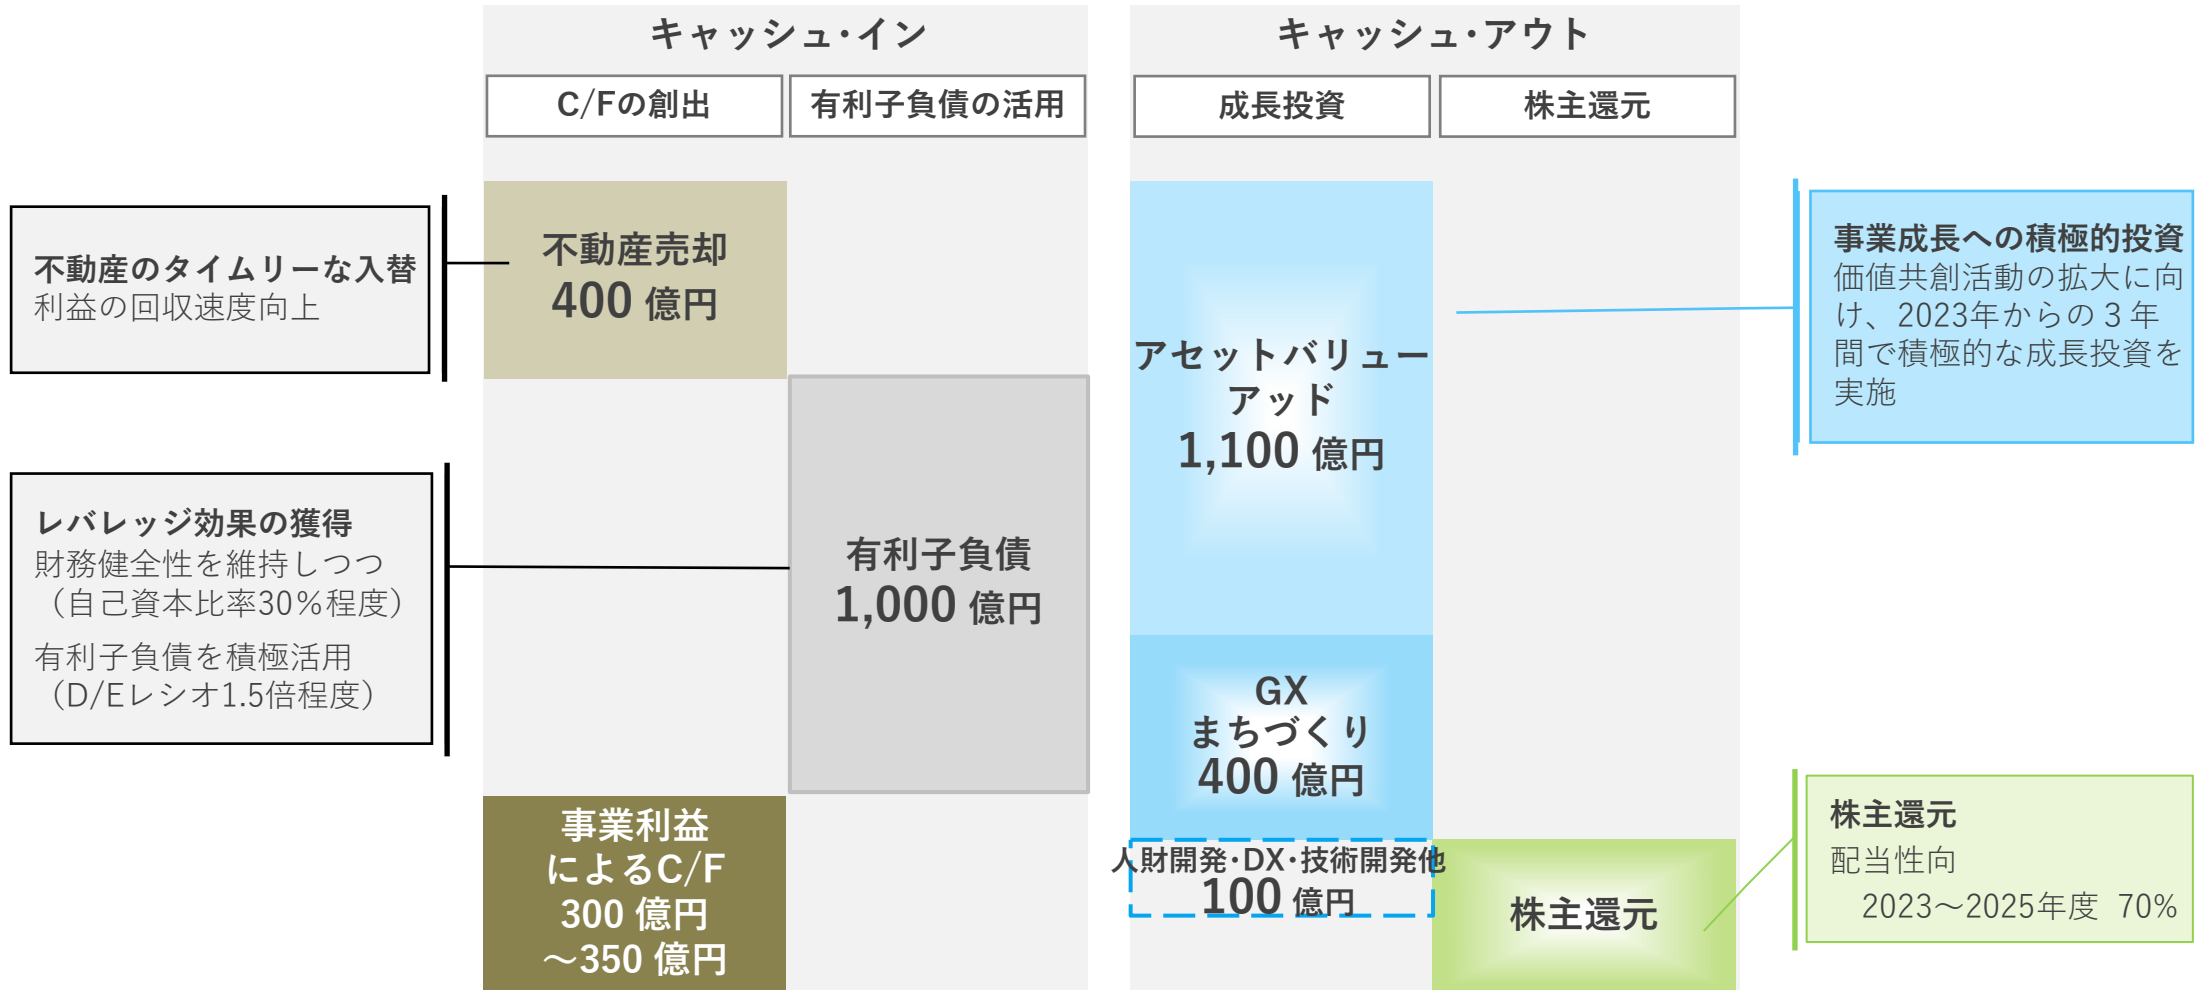 キャッシュ・イン
C/Fの創出
有利子負債の活用
不動産のタイムリーな入替
利益の回収速度向上
不動産売却
400 億円
レバレッジ効果の獲得
財務健全性を維持しつつ
（自己資本比率30％程度）
有利子負債を積極活用
（D/Eレシオ1.5倍程度）
有利子負債
1,000 億円
事業利益
によるC/F
300 億円
～350 億円
キャッシュ・アウト
成長投資
株主還元
アセットバリュー
アッド
1,100 億円
GX
まちづくり
400 億円
人財開発・DX・技術開発他
100 億円
株主還元
事業成長への積極的投資
価値共創活動の拡大に向
け、2023年からの３年
間で積極的な成長投資を
実施
株主還元
配当性向
2023～2025年度 70%